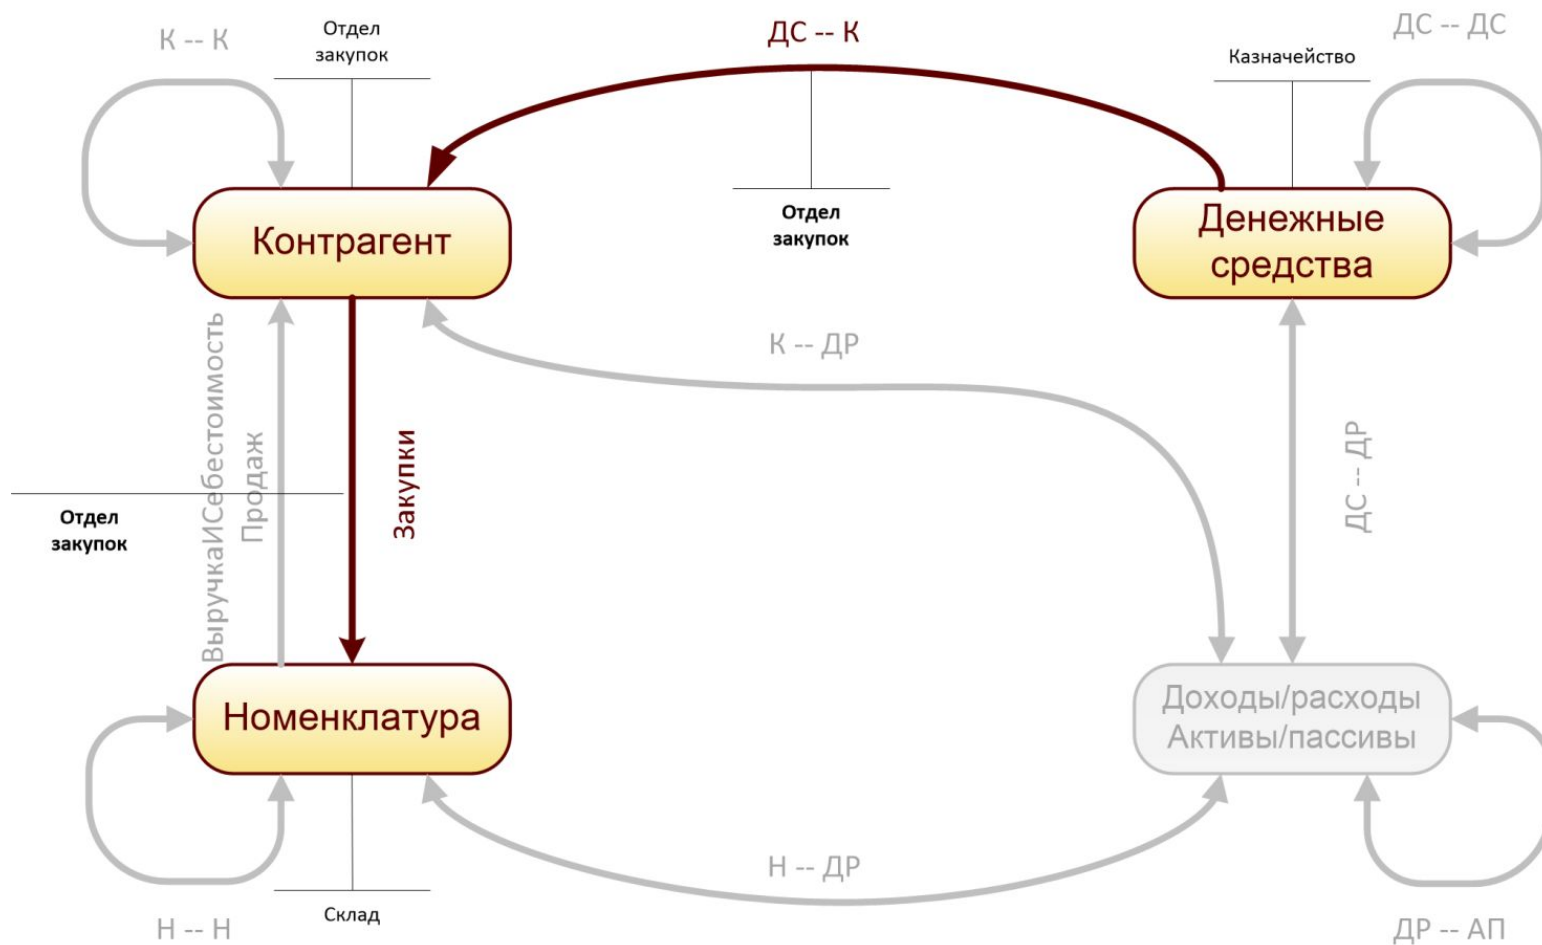 К -- К
Отдел
закупок
ДС -- К
Казначейство
ДС -- ДС
Отдел
закупок
Контрагент
Денежные
средства
К -- ДР
ВыручкаИСебестоимость
Продаж
Закупки
ДС -- ДР
Отдел
закупок
Номенклатура
Доходы/расходы
Активы/пассивы
Н -- ДР
Склад
Н -- Н
ДР -- АП